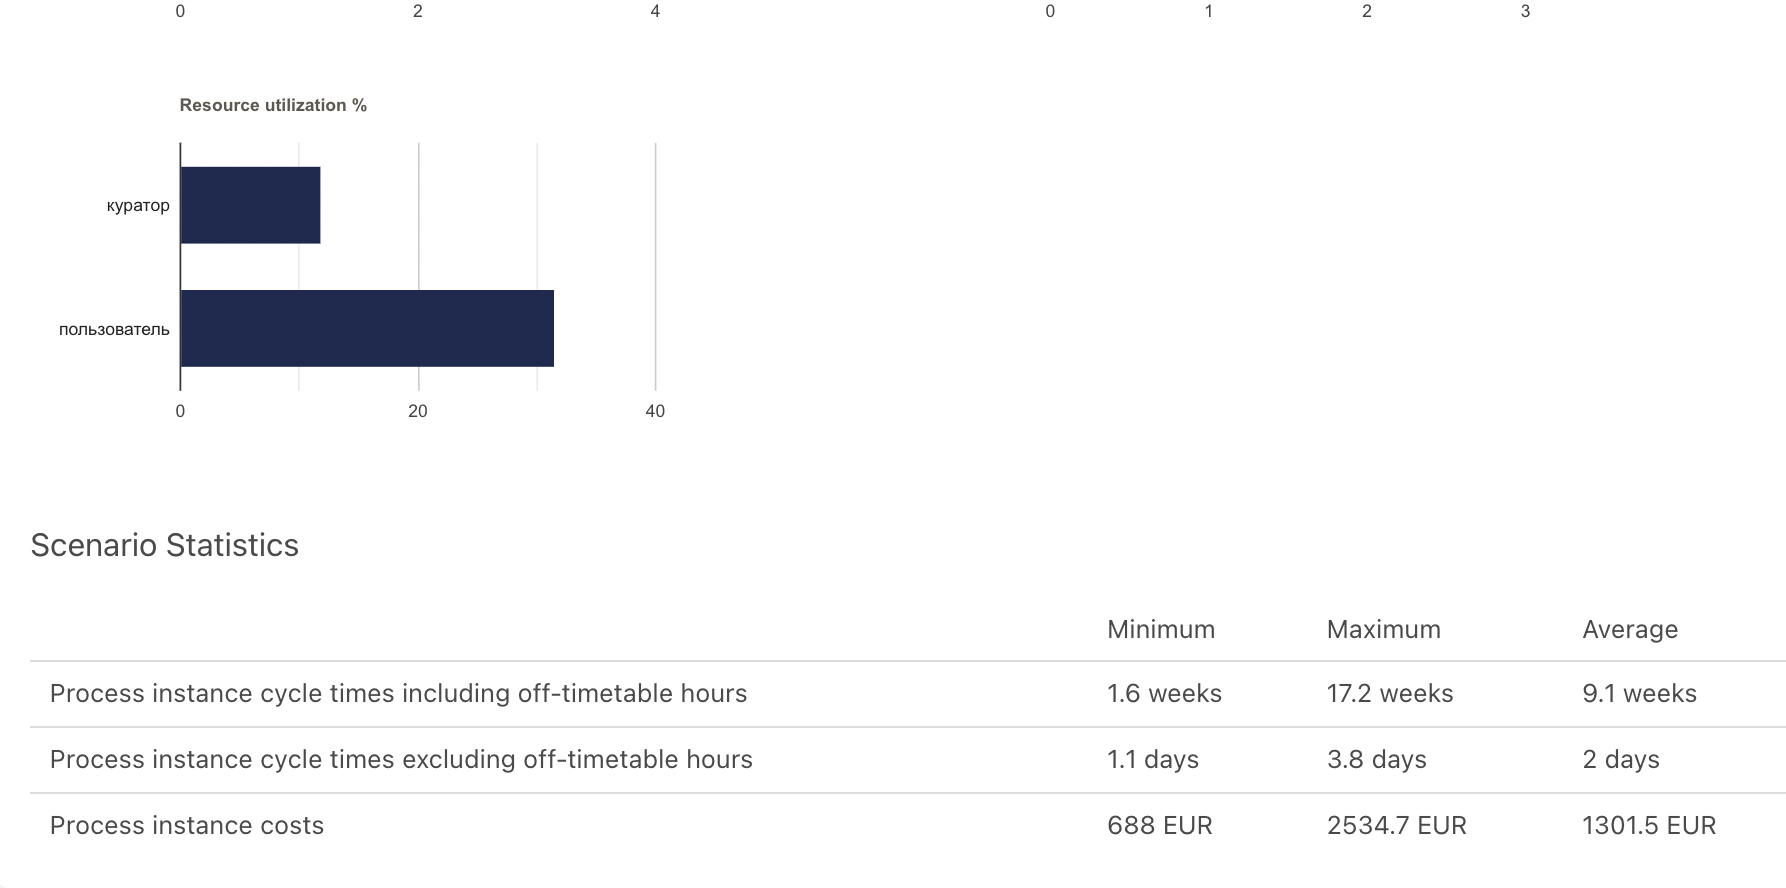 0 2 4 0 1 2 3
Resource utilization %
куратор
пользователь
0 20 40
Scenario Statistics
Minimum Maximum Average
Process instance cycle times including off-timetable hours 1.6 weeks 17.2 weeks 9.1 weeks
Process instance cycle times excluding off-timetable hours 1.1 days 3.8 days 2 days
Process instance costs 688 EUR 2534.7 EUR 1301.5 EUR